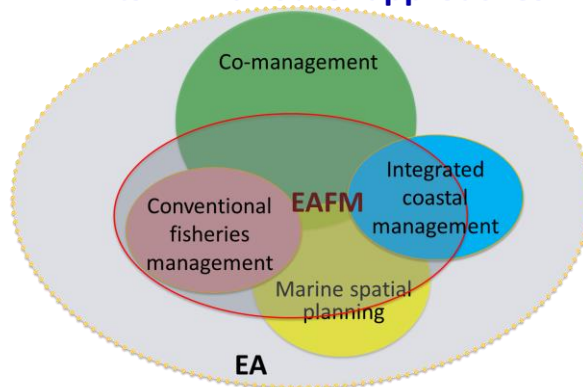 Co-management
Integrated
coastal
management
EAFM
Conventional
fisheries
management
Marine spatial
planning
EA